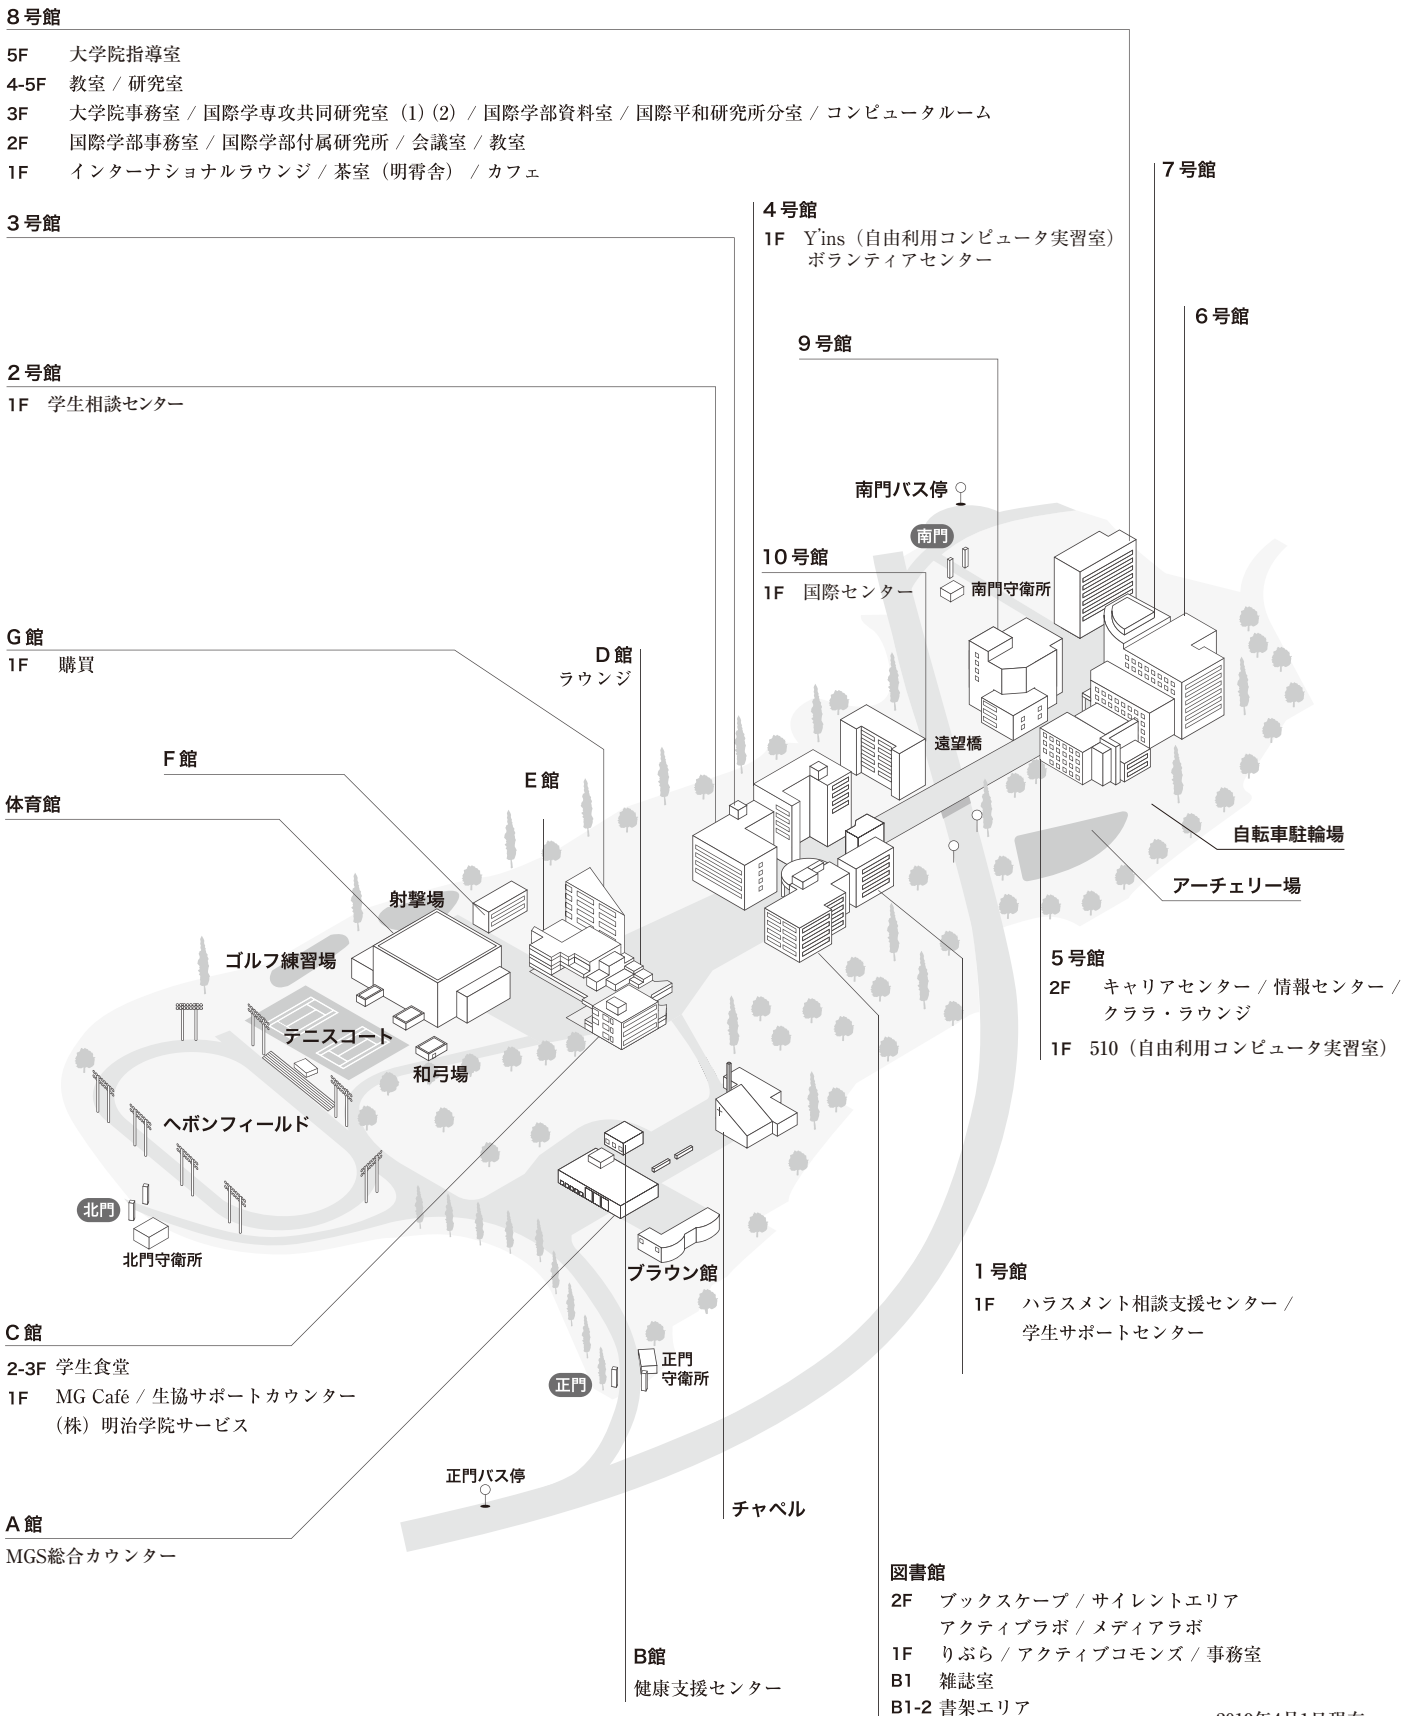 8号館
5F 大学院指導室
4-5F 教室 / 研究室
3F 大学院事務室 / 国際学専攻共同研究室（1）（2） / 国際学部資料室 / 国際平和研究所分室 / コンピュータルーム
2F 国際学部事務室 / 国際学部付属研究所 / 会議室 / 教室
1F インターナショナルラウンジ / 茶室（明霄舎） / カフェ
7号館
3号館
4号館
1F Y'ins（自由利用コンピュータ実習室）
ボランティアセンター
6号館
9号館
2号館
1F 学生相談センター
南門バス停
南門
10号館
1F 国際センター
南門守衛所
G館
1F 購買
D館
ラウンジ
遠望橋
F館
E館
体育館
自転車駐輪場
アーチェリー場
射撃場
ゴルフ練習場
5号館
2F キャリアセンター / 情報センター /
クララ・ラウンジ
1F 510（自由利用コンピュータ実習室）
テニスコート
和弓場
ヘボンフィールド
北門
北門守衛所
ブラウン館
1号館
1F ハラスメント相談支援センター /
学生サポートセンター
C館
2-3F 学生食堂
1F MG Café / 生協サポートカウンター
（株）明治学院サービス
正門
守衛所
正門
正門バス停
チャペル
A館
MGS総合カウンター
図書館
2F ブックスケープ / サイレントエリア
アクティブラボ / メディアラボ
1F りぶら / アクティブコモンズ / 事務室
B1 雑誌室
B1-2 書架エリア
B館
健康支援センター